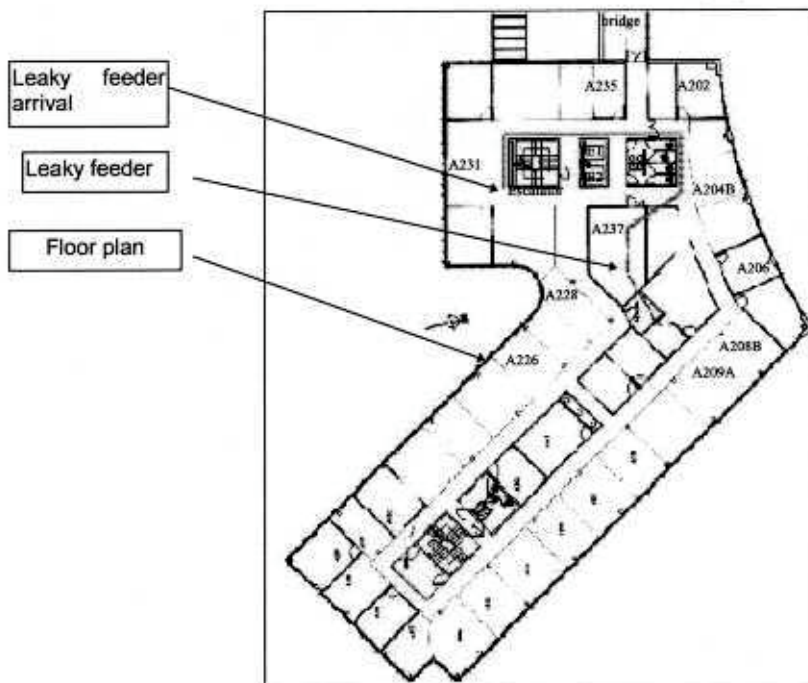 bridge
Leaky feeder
arrival
A235
A202
Leaky feeder
A231
A204B
A237
Floor plan
A206
A228
A208B
A226
A209A